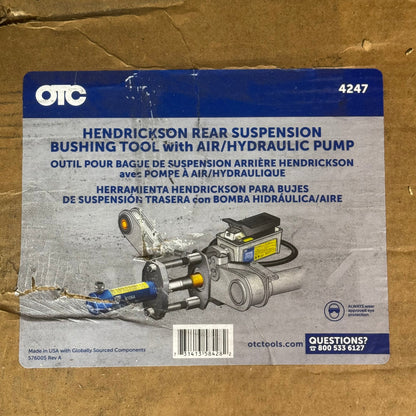 OTC
4247
HENDRICKSON REAR SUSPENSION
BUSHING TOOL with AIR/HYDRAULIC PUMP
OUTIL POUR BAGUE DE SUSPENSION ARRIÈRE HENDRICKSON
avec POMPE À AIR/HYDRAULIQUE
HERRAMIENTA HENDRICKSON PARA BUJES
DE SUSPENSIÓN TRASERA con BOMBA HIDRÁULICA/AIRE
ALWAYS wear
approved eye
protection
Made in USA with Globally Sourced Components
576005 Rev A
otctools.com
QUESTIONS?
800 533 6127